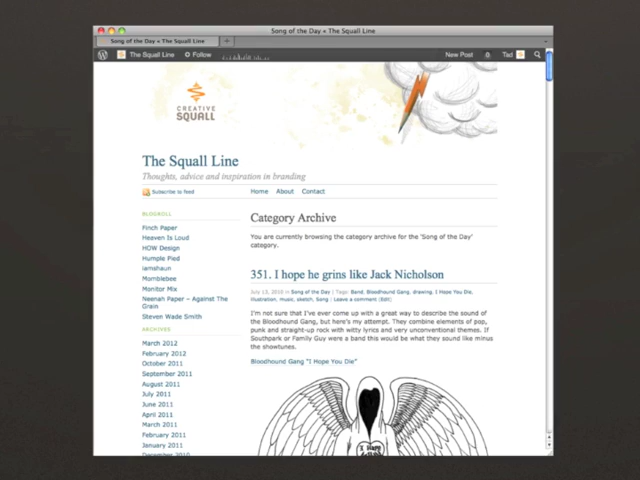 Song of the Day « The Squall Line
Song of the Day « The Squall Line
The Squall Line Follow New Post 0 Tad
CREATIVE
SQUALL
The Squall Line
Thoughts, advice and inspiration in branding
Subscribe to feed
Home About Contact
BLOGROLL
Finch Paper
Heaven Is Loud
HOW Design
Humple Pied
iamshaun
Momblebee
Monitor Mix
Neenah Paper – Against The
Grain
Steven Wade Smith
ARCHIVES
March 2012
February 2012
October 2011
September 2011
August 2011
July 2011
June 2011
April 2011
March 2011
February 2011
January 2011
December 2010
Category Archive
You are currently browsing the category archive for the 'Song of the Day'
category.
351. I hope he grins like Jack Nicholson
July 13, 2010 in Song of the Day | Tags: Band, Bloodhound Gang, drawing, I Hope You Die,
illustration, music, sketch, Song | Leave a comment (Edit)
I'm not sure that I've ever come up with a great way to describe the sound of
the Bloodhound Gang, but here's my attempt. They combine elements of pop,
punk and straight-up rock with witty lyrics and very unconventional themes. If
Southpark or Family Guy were a band this would be what they sound like minus
the showtunes.
Bloodhound Gang "I Hope You Die"